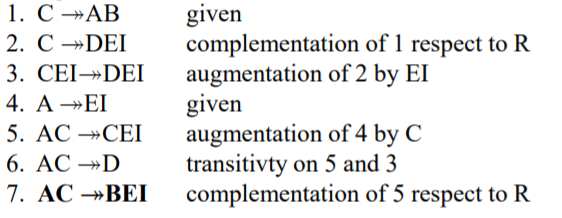 1. C ↠AB given
2. C ↠DEI complementation of 1 respect to R
3. CEI↠DEI augmentation of 2 by EI
4. A ↠EI given
5. AC ↠CEI augmentation of 4 by C
6. AC ↠D transitivty on 5 and 3
7. AC ↠BEI complementation of 5 respect to R